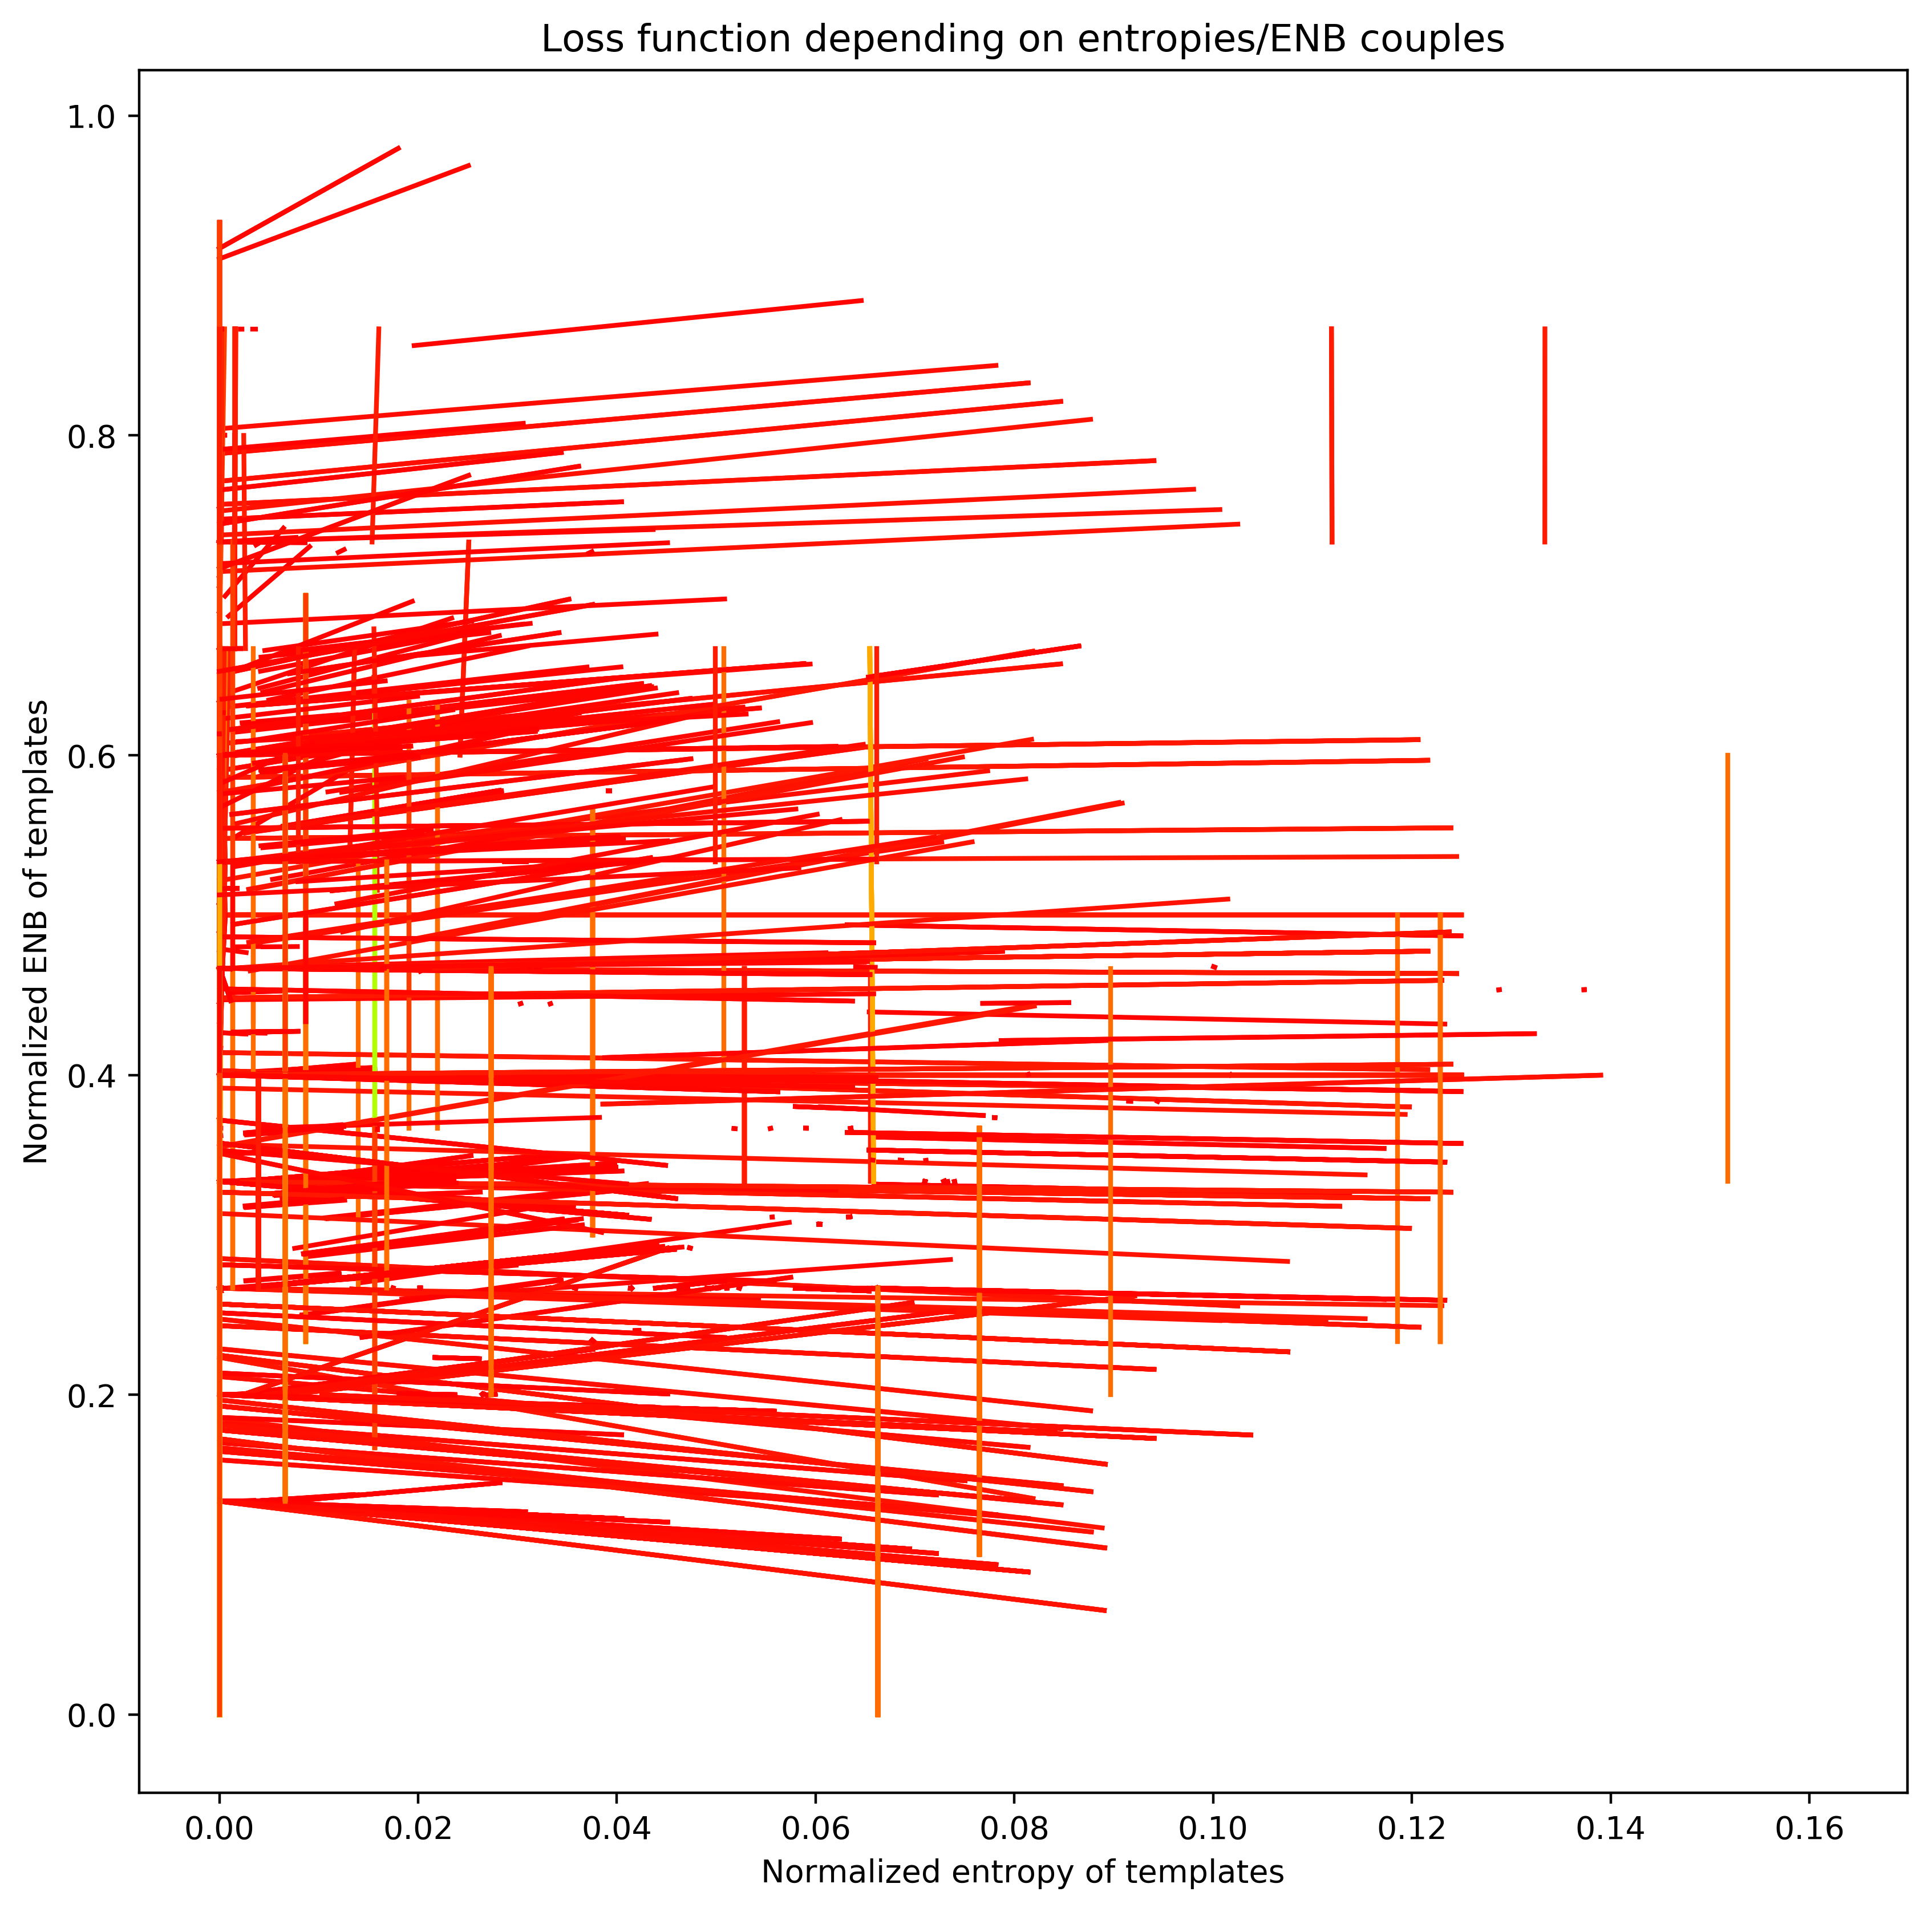 Loss function depending on entropies/ENB couples
1.0
0.8
0.6
0.4
0.2
0.0
Normalized ENB of templates
0.00 0.02 0.04 0.06 0.08 0.10 0.12 0.14 0.16
Normalized entropy of templates